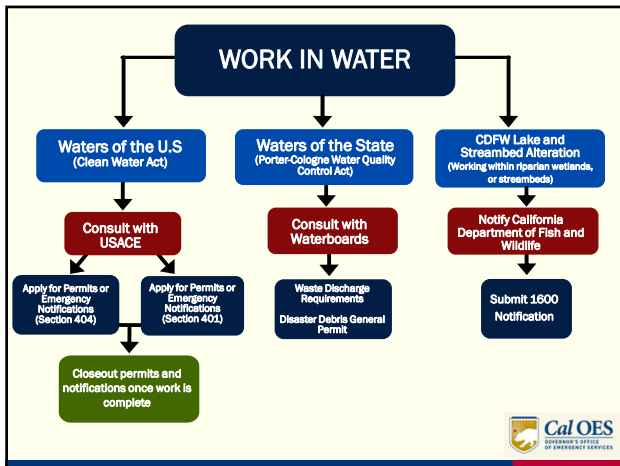 WORK IN WATER
Waters of the U.S
(Clean Water Act)
Waters of the State
(Porter-Cologne Water Quality
Control Act)
CDFW Lake and
Streambed Alteration
(Working within riparian wetlands,
or streambeds)
Consult with
USACE
Consult with
Waterboards
Notify California
Department of Fish and
Wildlife
Apply for Permits or
Emergency
Notifications
(Section 404)
Apply for Permits or
Emergency
Notifications
(Section 401)
Waste Discharge
Requirements
Disaster Debris General
Permit
Submit 1600
Notification
Closeout permits and
notifications once work is
complete
Cal OES
GOVERNOR'S OFFICE
OF EMERGENCY SERVICES